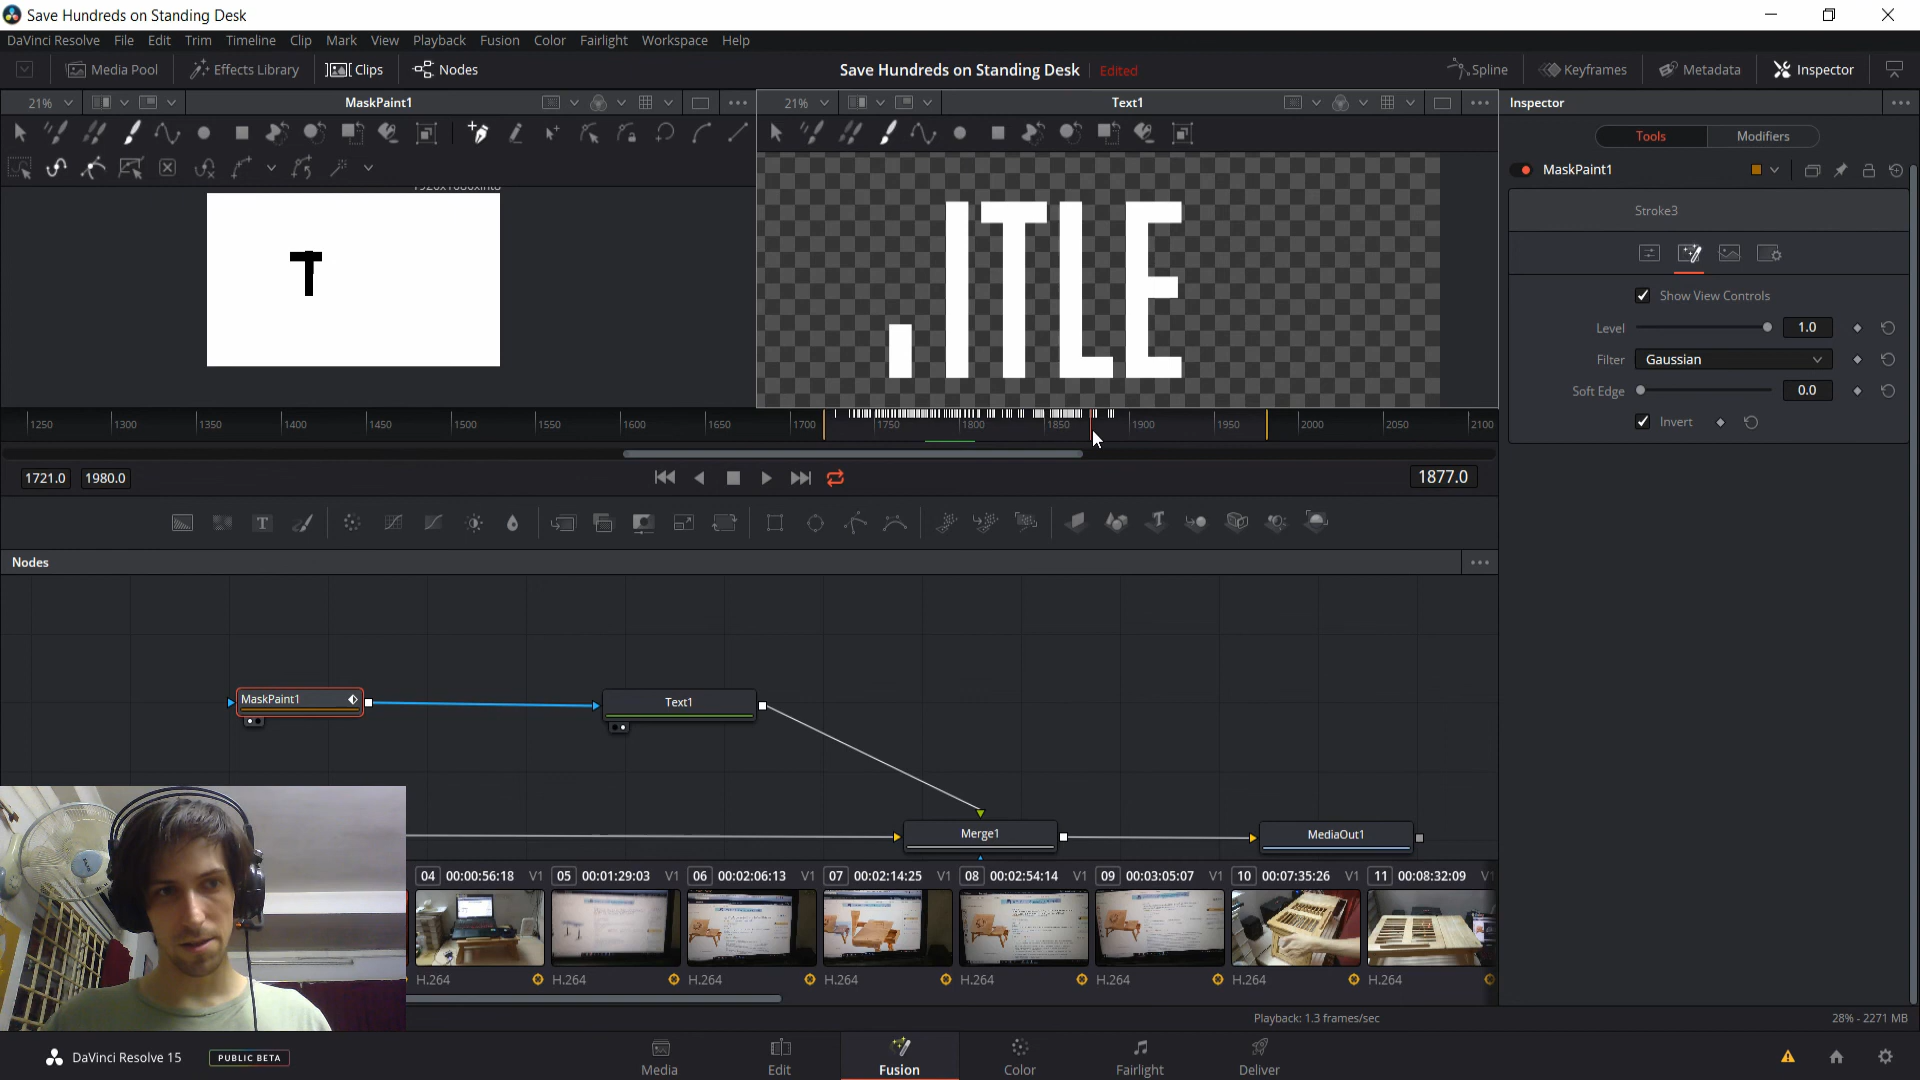 Save Hundreds on Standing Desk
DaVinci Resolve File Edit Trim Timeline Clip Mark View Playback Fusion Color Fairlight Workspace Help
Media Pool Effects Library Clips Nodes Save Hundreds on Standing Desk Edited Spline Keyframes Metadata Inspector
21% MaskPaint1 21% Text1 Inspector
Tools Modifiers
MaskPaint1
T
.ITLE
Stroke3
Show View Controls
Level 1.0
Filter Gaussian
Soft Edge 0.0
Invert
1250 1300 1350 1400 1450 1500 1550 1600 1650 1700 1750 1800 1850 1900 1950 2000 2050 2100
1721.0 1980.0 1877.0
T T
Nodes
MaskPaint1 Text1
Merge1 MediaOut1
04 00:00:56:18 V1 05 00:01:29:03 V1 06 00:02:06:13 V1 07 00:02:14:25 V1 08 00:02:54:14 V1 09 00:03:05:07 V1 10 00:07:35:26 V1 11 00:08:32:09 V1
H.264 H.264 H.264 H.264 H.264 H.264 H.264 H.264
Playback: 1.3 frames/sec 28% - 2271 MB
DaVinci Resolve 15 PUBLIC BETA Media Edit Fusion Color Fairlight Deliver